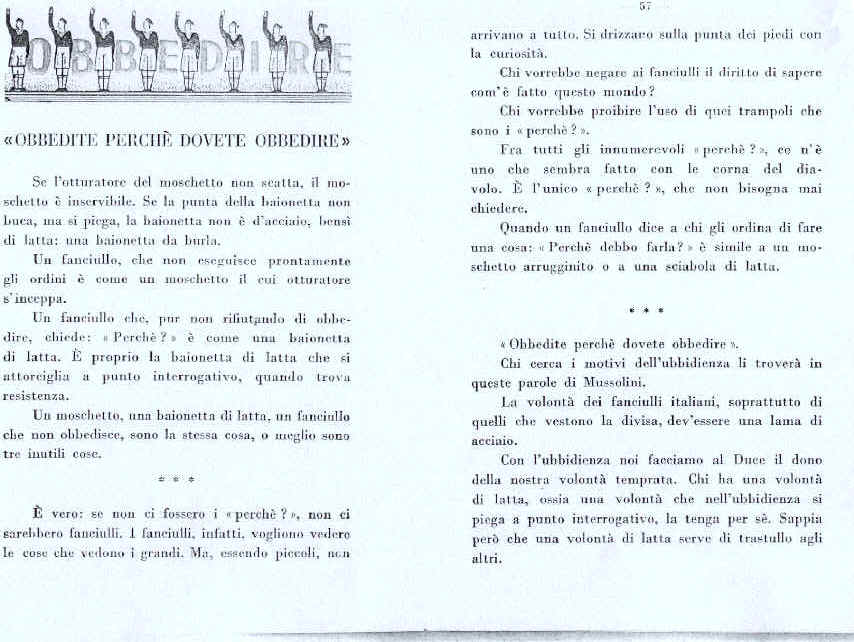 OBBEDIRE
«OBBEDITE PERCHÈ DOVETE OBBEDIRE»
Se l'otturatore del moschetto non scatta, il mo-
schetto è inservibile. Se la punta della baionetta non
buca, ma si piega, la baionetta non è d'acciaio, bensì
di latta: una baionetta da burla.
Un fanciullo, che non eseguisce prontamente
gli ordini è come un moschetto il cui otturatore
s'inceppa.
Un fanciullo che, pur non rifiutando di obbe-
dire, chiede: «Perchè?» è come una baionetta
di latta. È proprio la baionetta di latta che si
attorciglia a punto interrogativo, quando trova
resistenza.
Un moschetto, una baionetta di latta, un fanciullo
che non obbedisce, sono la stessa cosa, o meglio sono
tre inutili cose.
* * *
È vero: se non ci fossero i «perchè?», non ci
sarebbero fanciulli. I fanciulli, infatti, vogliono vedere
le cose che vedono i grandi. Ma, essendo piccoli, non
57
arrivano a tutto. Si drizzano sulla punta dei piedi con
la curiosità.
Chi vorrebbe negare ai fanciulli il diritto di sapere
com'è fatto questo mondo?
Chi vorrebbe proibire l'uso di quei trampoli che
sono i «perchè?».
Fra tutti gli innumerevoli «perchè?», ce n'è
uno che sembra fatto con le corna del dia-
volo. È l'unico «perchè?», che non bisogna mai
chiedere.
Quando un fanciullo dice a chi gli ordina di fare
una cosa: «Perchè debbo farla?» è simile a un mo-
schetto arrugginito o a una sciabola di latta.
* * *
«Obbedite perchè dovete obbedire».
Chi cerca i motivi dell'ubbidienza li troverà in
queste parole di Mussolini.
La volontà dei fanciulli italiani, soprattutto di
quelli che vestono la divisa, dev'essere una lama di
acciaio.
Con l'ubbidienza noi facciamo al Duce il dono
della nostra volontà temprata. Chi ha una volontà
di latta, ossia una volontà che nell'ubbidienza si
piega a punto interrogativo, la tenga per sè. Sappia
però che una volontà di latta serve di trastullo agli
altri.